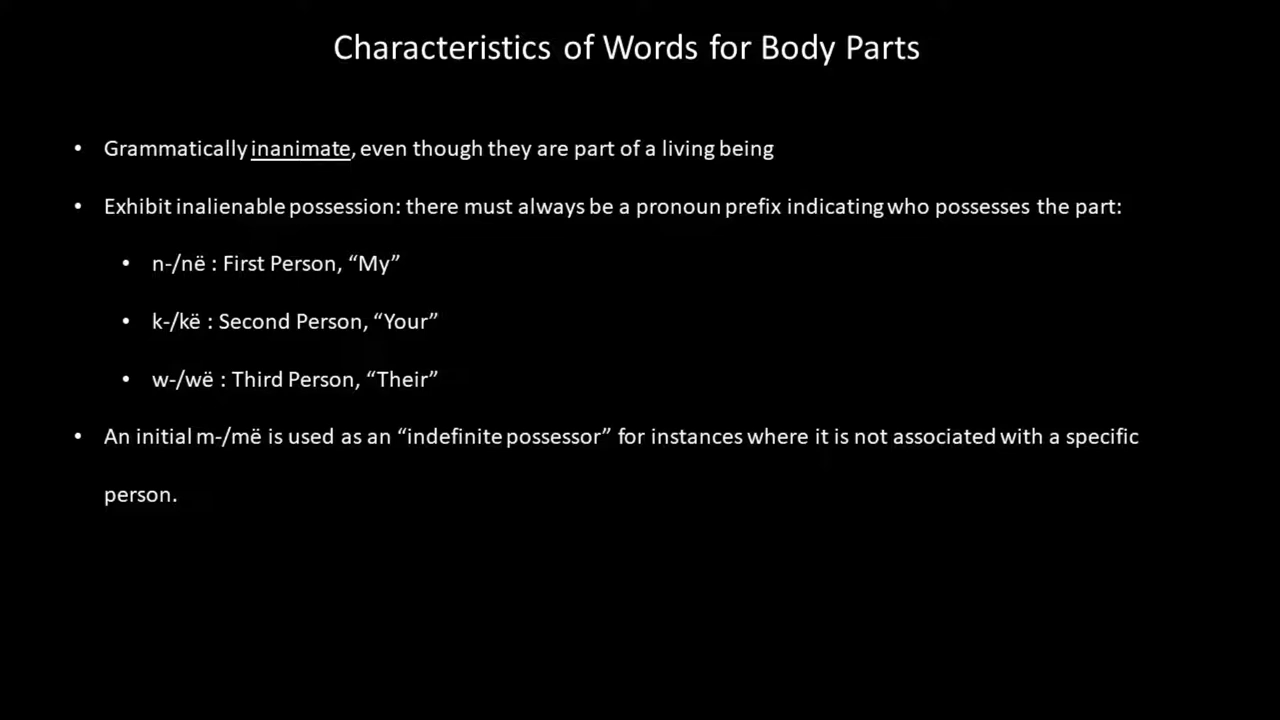 Characteristics of Words for Body Parts
• Grammatically inanimate, even though they are part of a living being
• Exhibit inalienable possession: there must always be a pronoun prefix indicating who possesses the part:
• n-/në : First Person, “My”
• k-/kë : Second Person, “Your”
• w-/wë : Third Person, “Their”
• An initial m-/më is used as an “indefinite possessor” for instances where it is not associated with a specific
person.